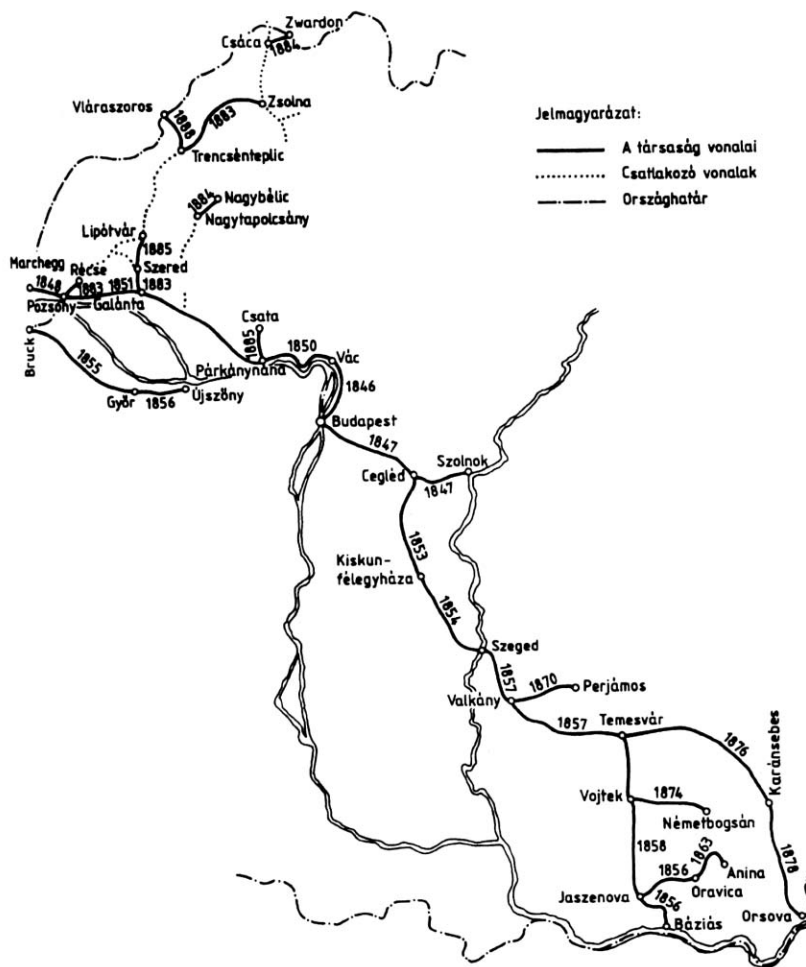 Zwardon
Csáca
1884
Vláraszoros
1888
1883
Zsolna
Trencsénteplic
Jelmagyarázat:
A társaság vonalai
Csatlakozó vonalak
Országhatár
1884
Nagybélic
Nagytapolcsány
Lipótvár
1885
Marchegg
Récse
Szered
1848
1883
1851
1883
Pozsony
Galánta
Csata
1885
1850
Vác
Bruck
1855
Párkánynána
1846
Győr
1856
Újszőny
Budapest
1847
Szolnok
Cegléd
1847
1853
Kiskun-
félegyháza
1854
Szeged
1857
1870
Perjámos
Valkány
1857
Temesvár
1876
Karánsebes
Vojtek
1874
Németbogsán
1858
1863
1856
Anina
1878
Oravica
Jaszenova
1856
Báziás
Orsova